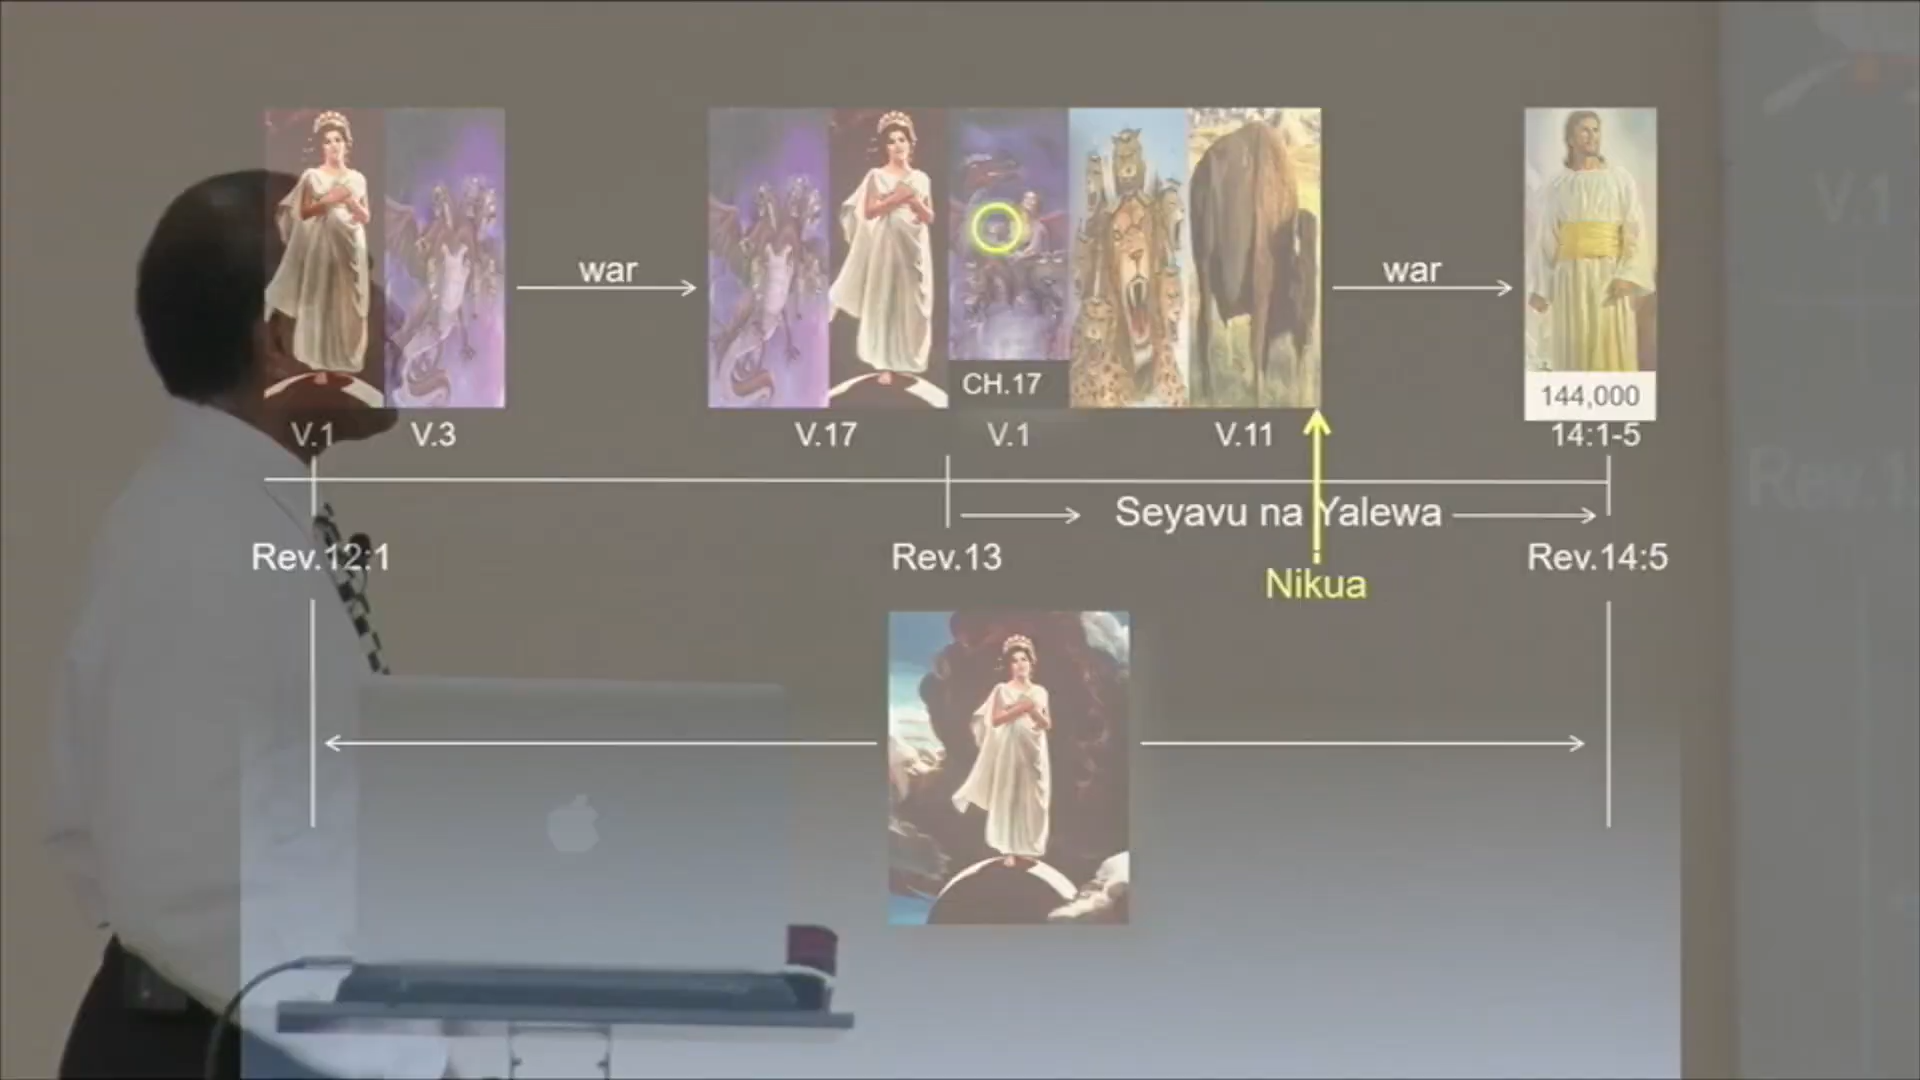 war
war
CH.17
144,000
V.1
V.3
V.17
V.1
V.11
14:1-5
Seyavu na Yalewa
Rev.12:1
Rev.13
Rev.14:5
Nikua
V.1